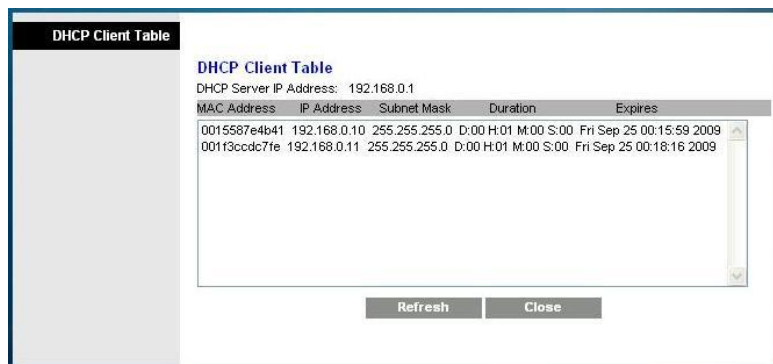 DHCP Client Table
DHCP Client Table
DHCP Server IP Address: 192.168.0.1
MAC Address IP Address Subnet Mask Duration Expires
0015587e4b41 192.168.0.10 255.255.255.0 D:00 H:01 M:00 S:00 Fri Sep 25 00:15:59 2009
001f3ccdc7fe 192.168.0.11 255.255.255.0 D:00 H:01 M:00 S:00 Fri Sep 25 00:18:16 2009
Refresh Close